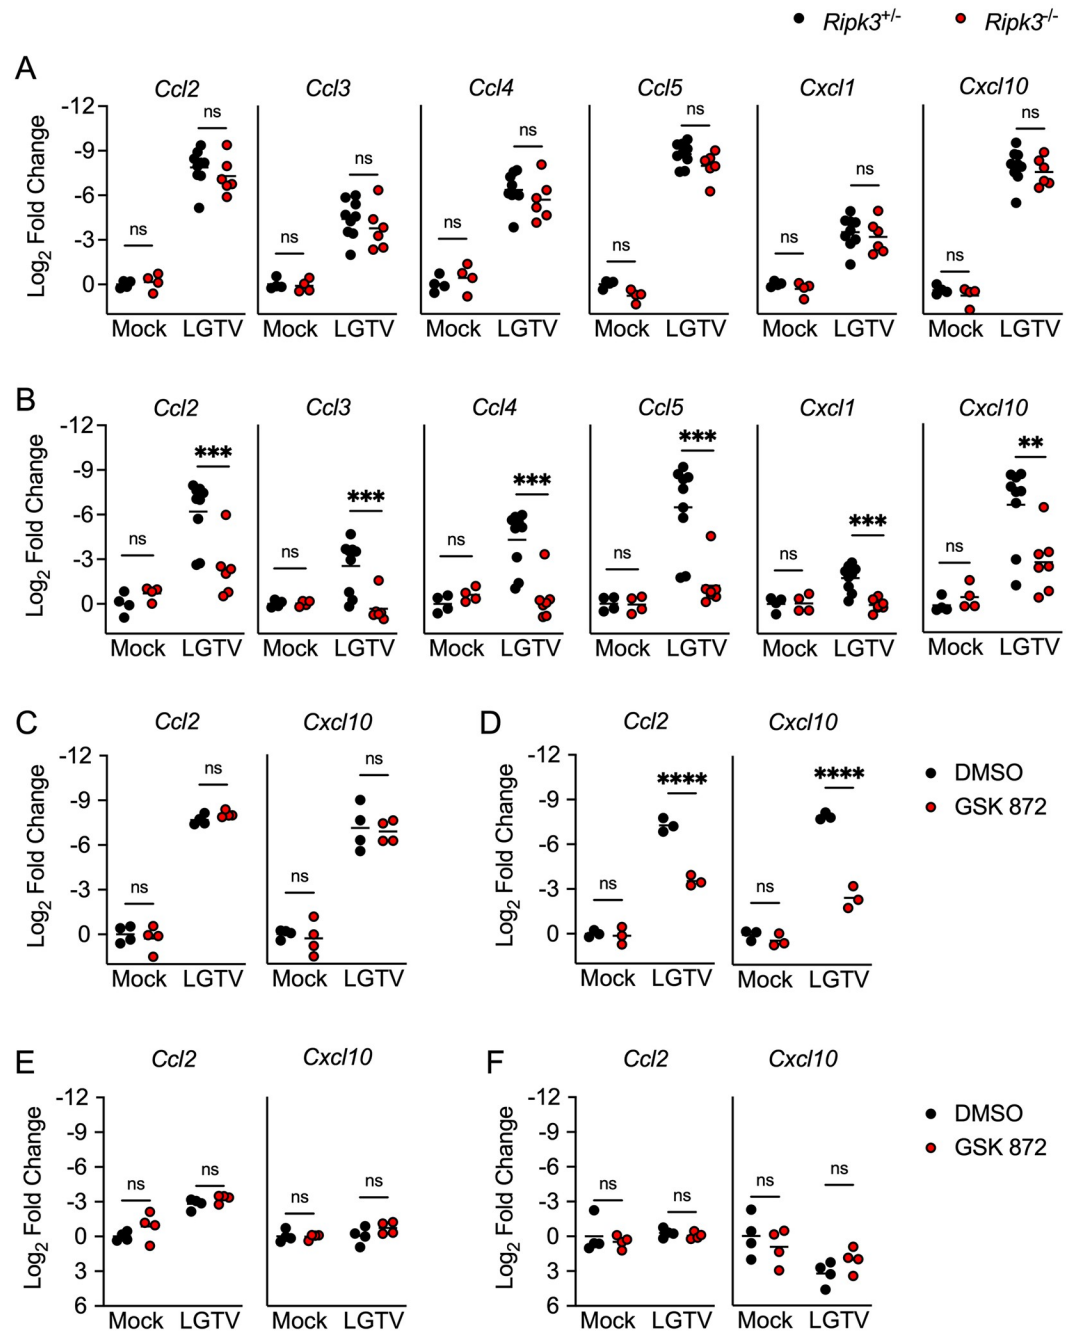 Ripk3+/- Ripk3-/-
A
Ccl2 Ccl3 Ccl4 Ccl5 Cxcl1 Cxcl10
Log2 Fold Change
-12
-9
-6
-3
0
ns ns ns ns ns ns
ns ns ns ns ns ns
Mock LGTV Mock LGTV Mock LGTV Mock LGTV Mock LGTV Mock LGTV
B
Ccl2 Ccl3 Ccl4 Ccl5 Cxcl1 Cxcl10
Log2 Fold Change
-12
-9
-6
-3
0
*** *** *** *** *** **
ns ns ns ns ns ns
Mock LGTV Mock LGTV Mock LGTV Mock LGTV Mock LGTV Mock LGTV
C
Ccl2 Cxcl10
Log2 Fold Change
-12
-9
-6
-3
0
ns ns
ns ns
Mock LGTV Mock LGTV
D
Ccl2 Cxcl10
Log2 Fold Change
-12
-9
-6
-3
0
**** ****
ns ns
Mock LGTV Mock LGTV
DMSO
GSK 872
E
Ccl2 Cxcl10
Log2 Fold Change
-12
-9
-6
-3
0
3
6
ns ns ns ns
Mock LGTV Mock LGTV
F
Ccl2 Cxcl10
Log2 Fold Change
-12
-9
-6
-3
0
3
6
ns ns ns ns
Mock LGTV Mock LGTV
DMSO
GSK 872